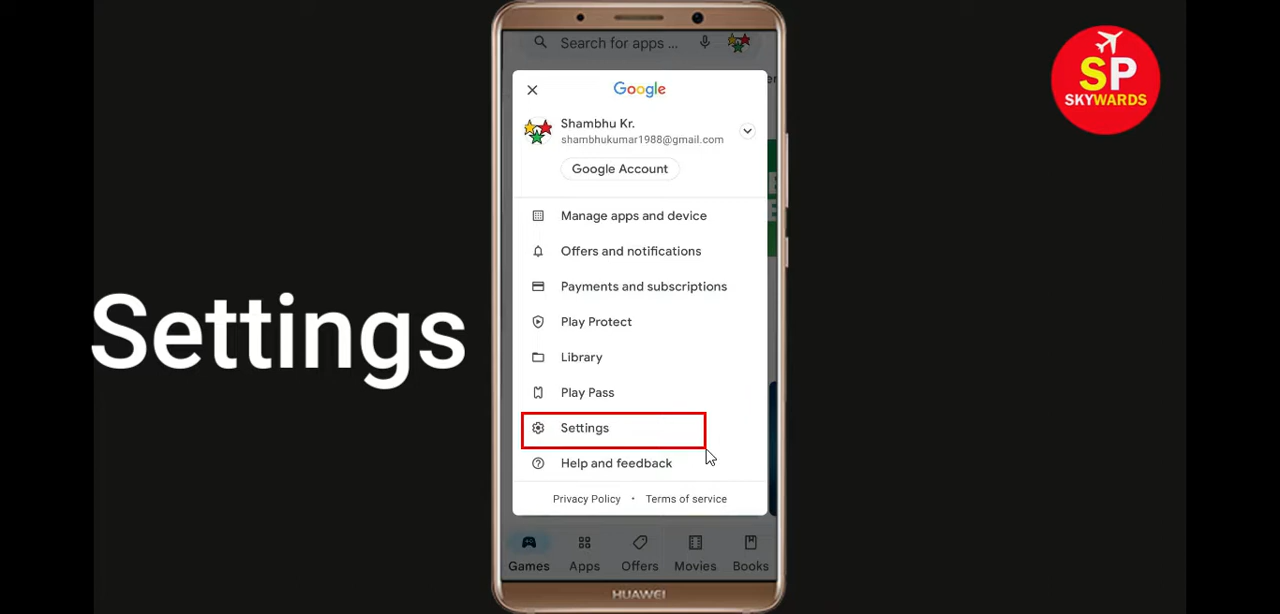 Search for apps ...
SP
SKYWARDS
Google
Shambhu Kr.
shambhukumar1988@gmail.com
Google Account
Manage apps and device
Offers and notifications
Payments and subscriptions
Play Protect
Library
Play Pass
Settings
Settings
Help and feedback
Privacy Policy • Terms of service
Games Apps Offers Movies Books
HUAWEI